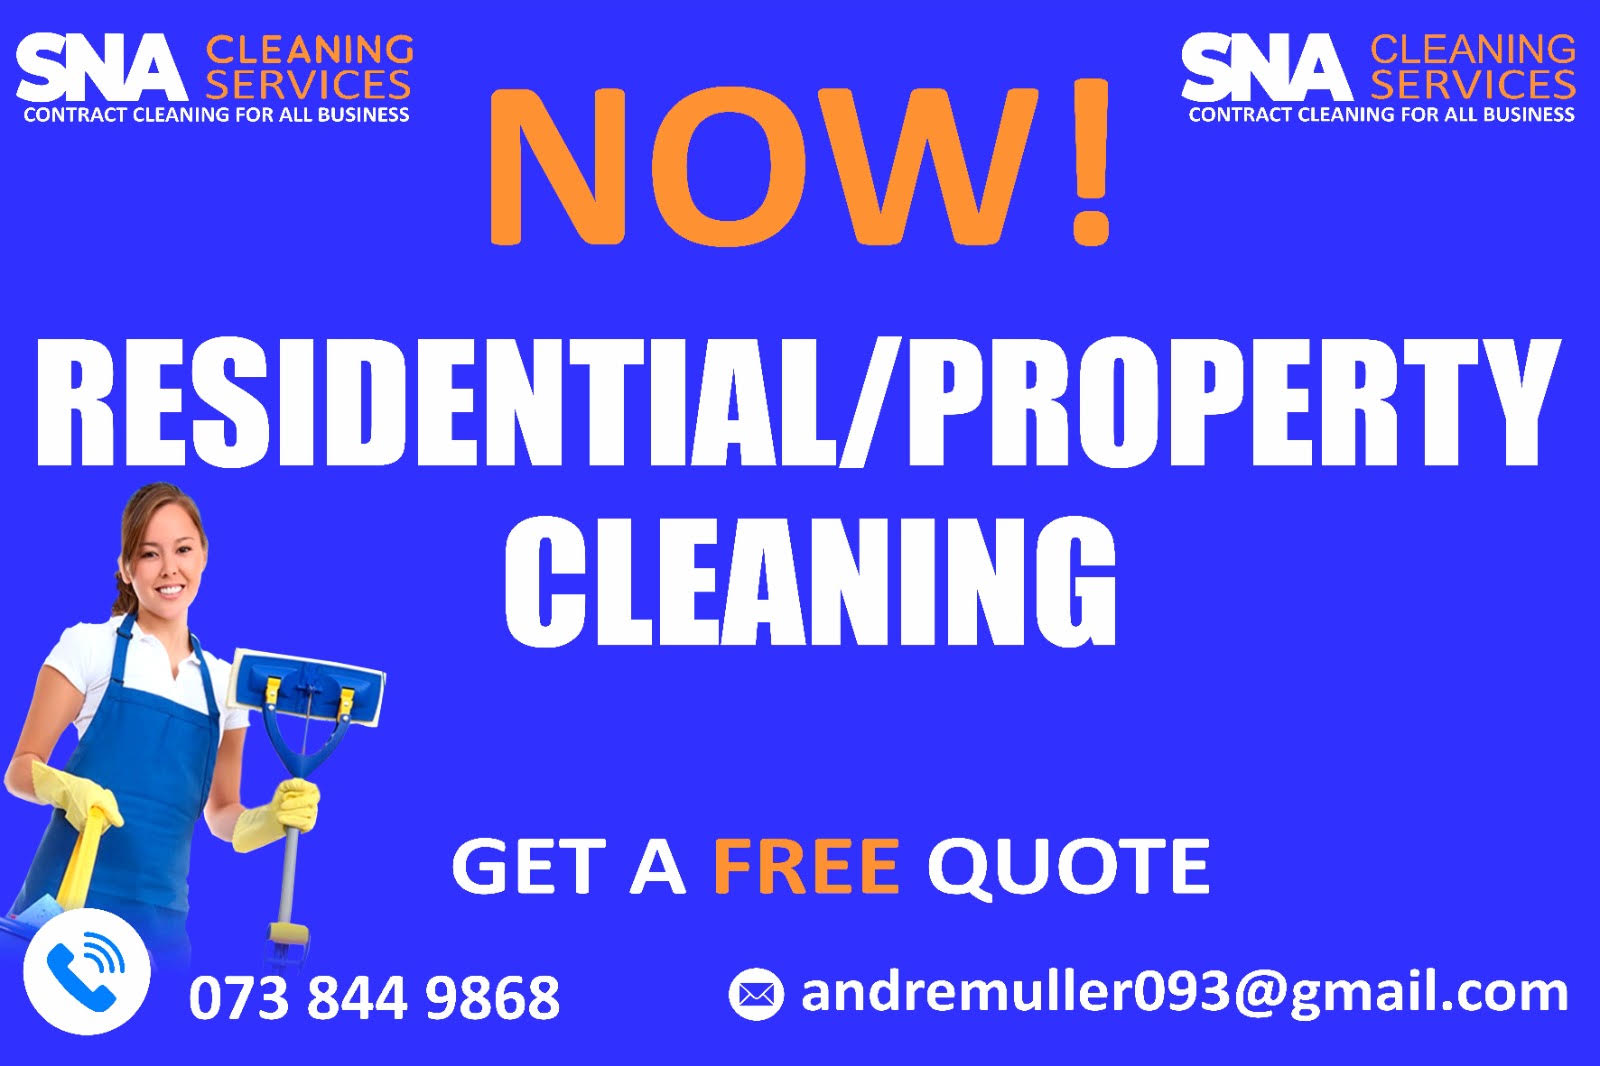 SNA CLEANING
SERVICES
CONTRACT CLEANING FOR ALL BUSINESS
SNA CLEANING
SERVICES
CONTRACT CLEANING FOR ALL BUSINESS
NOW!
RESIDENTIAL/PROPERTY
CLEANING
GET A FREE QUOTE
073 844 9868
andremuller093@gmail.com